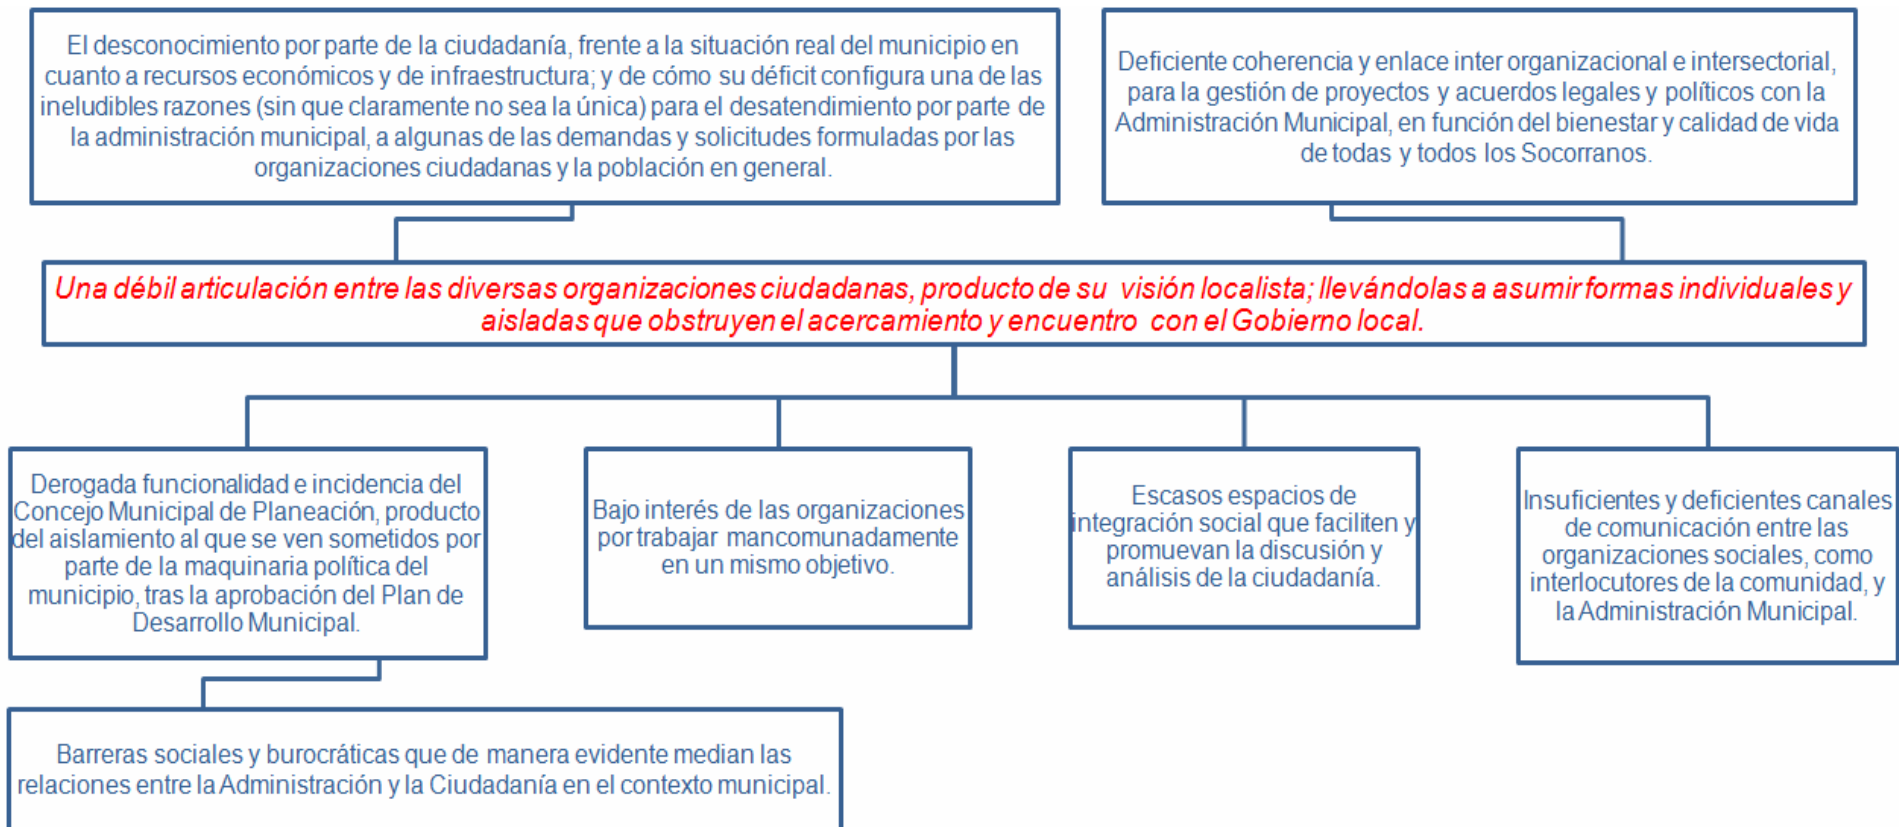 El desconocimiento por parte de la ciudadanía, frente a la situación real del municipio en
cuanto a recursos económicos y de infraestructura; y de cómo su déficit configura una de las
ineludibles razones (sin que claramente no sea la única) para el desatendimiento por parte de
la administración municipal, a algunas de las demandas y solicitudes formuladas por las
organizaciones ciudadanas y la población en general.
Deficiente coherencia y enlace inter organizacional e intersectorial,
para la gestión de proyectos y acuerdos legales y políticos con la
Administración Municipal, en función del bienestar y calidad de vida
de todas y todos los Socorranos.
Una débil articulación entre las diversas organizaciones ciudadanas, producto de su visión localista; llevándolas a asumir formas individuales y
aisladas que obstruyen el acercamiento y encuentro con el Gobierno local.
Derogada funcionalidad e incidencia del
Concejo Municipal de Planeación, producto
del aislamiento al que se ven sometidos por
parte de la maquinaria política del
municipio, tras la aprobación del Plan de
Desarrollo Municipal.
Bajo interés de las organizaciones
por trabajar mancomunadamente
en un mismo objetivo.
Escasos espacios de
integración social que faciliten y
promuevan la discusión y
análisis de la ciudadanía.
Insuficientes y deficientes canales
de comunicación entre las
organizaciones sociales, como
interlocutores de la comunidad, y
la Administración Municipal.
Barreras sociales y burocráticas que de manera evidente median las
relaciones entre la Administración y la Ciudadanía en el contexto municipal.